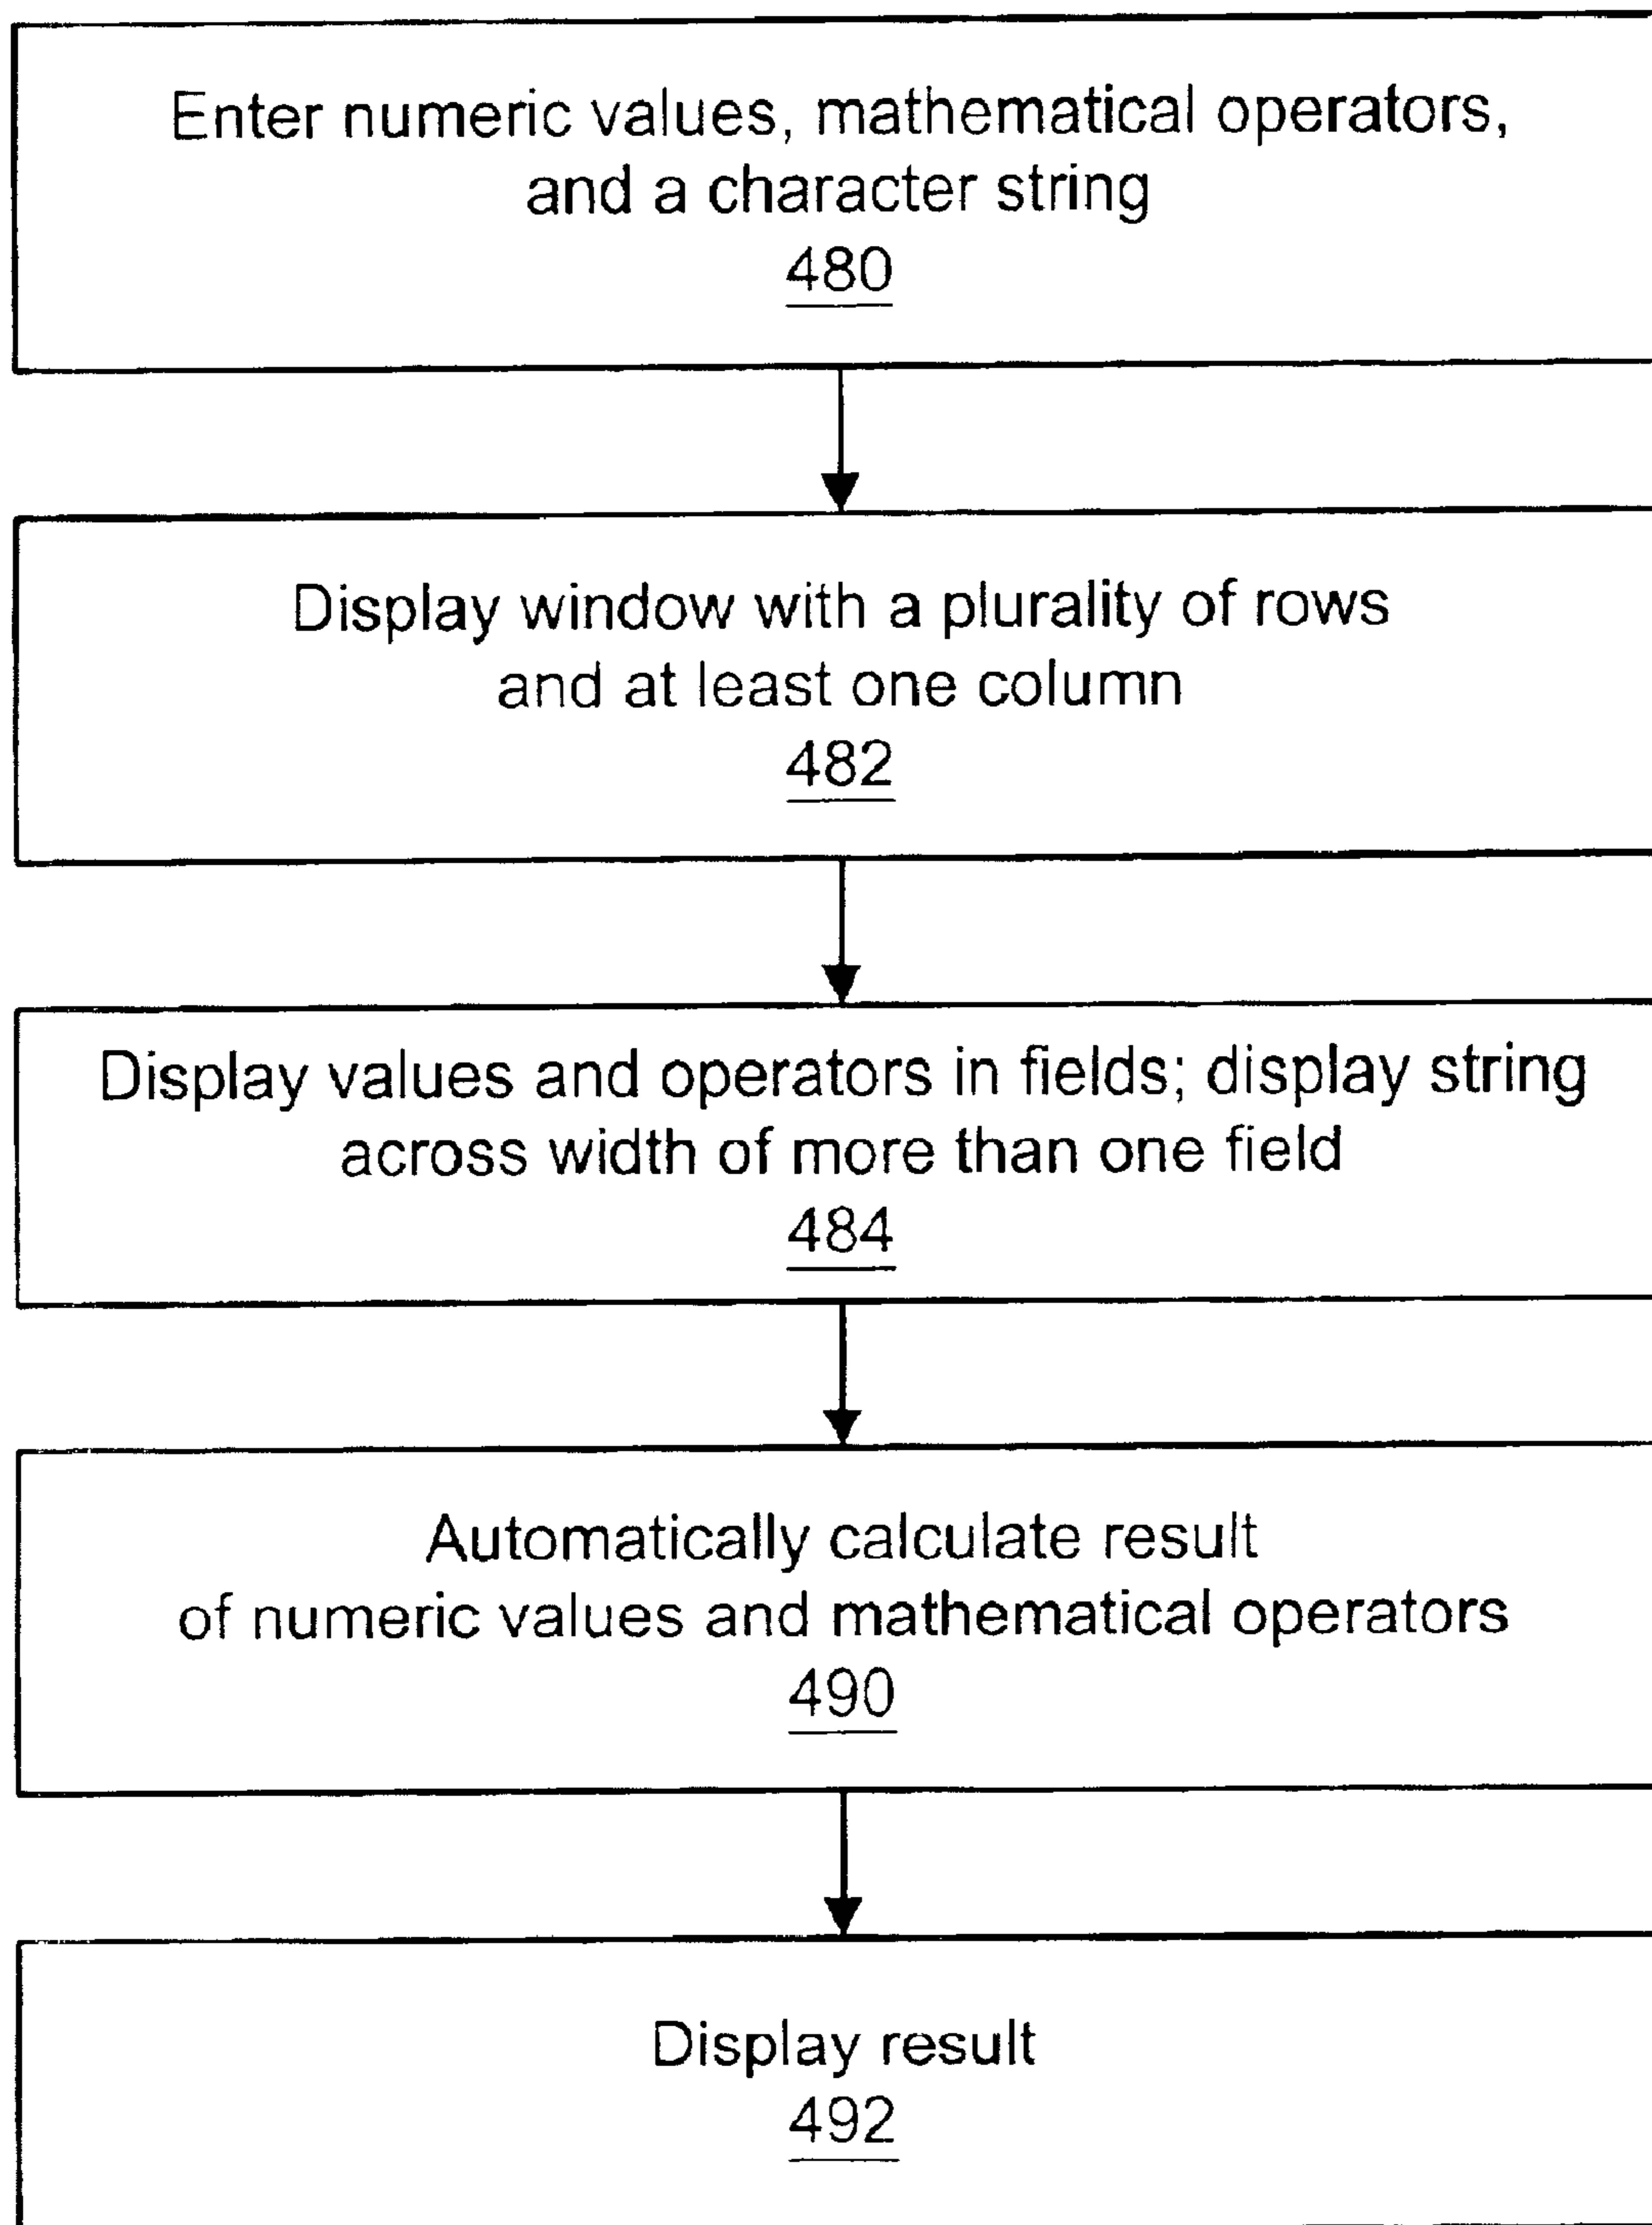 Enter numeric values, mathematical operators,
and a character string
480
Display window with a plurality of rows
and at least one column
482
Display values and operators in fields; display string
across width of more than one field
484
Automatically calculate result
of numeric values and mathematical operators
490
Display result
492